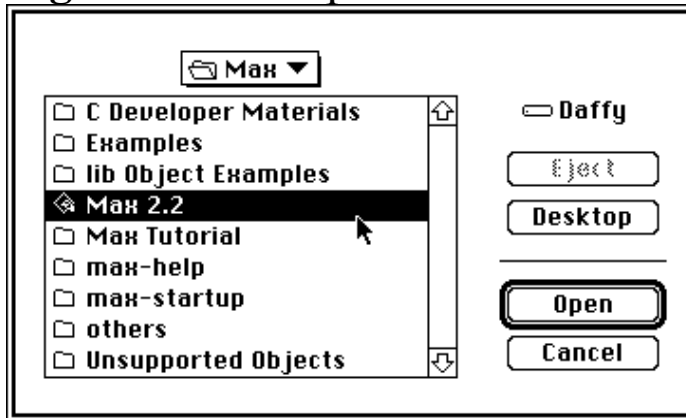 Max
C Developer Materials
Examples
lib Object Examples
Max 2.2
Max Tutorial
max-help
max-startup
others
Unsupported Objects
Daffy
Eject
Desktop
Open
Cancel